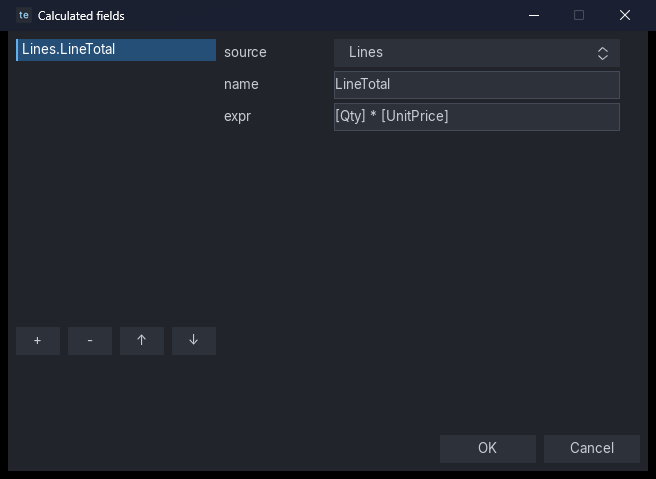 te Calculated fields
Lines.LineTotal
source Lines
name LineTotal
expr [Qty] * [UnitPrice]
+ - ↑ ↓
OK Cancel